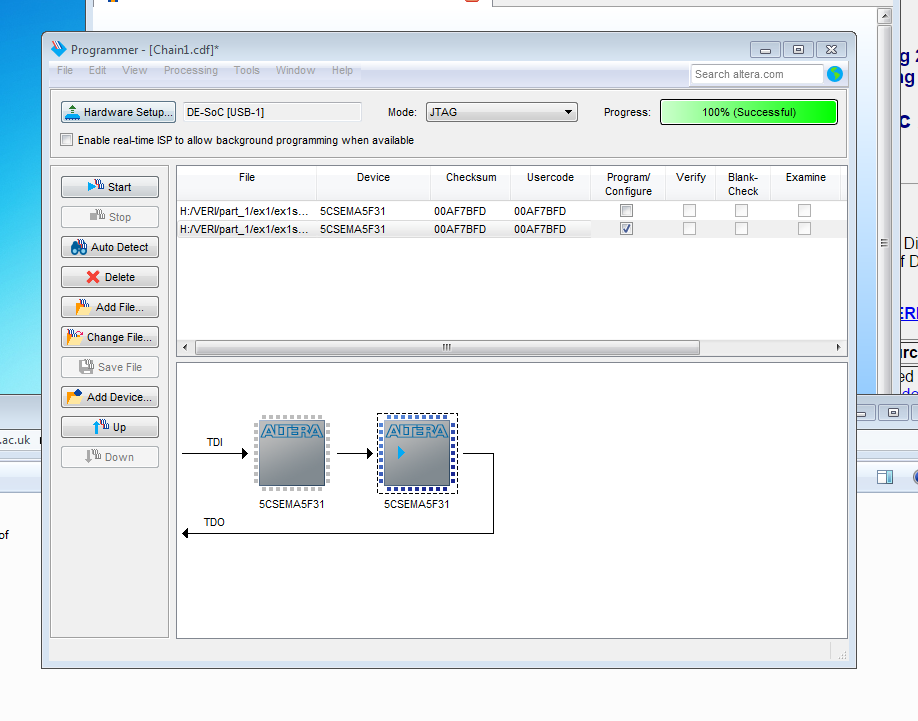 Programmer - [Chain1.cdf]*
File Edit View Processing Tools Window Help
Search altera.com
Hardware Setup... DE-SoC [USB-1] Mode: JTAG Progress: 100% (Successful)
Enable real-time ISP to allow background programming when available
Start
Stop
Auto Detect
Delete
Add File...
Change File...
Save File
Add Device...
Up
Down
File Device Checksum Usercode Program/ Verify Blank- Examine
Configure Check
H:/VERI/part_1/ex1/ex1s... 5CSEMA5F31 00AF7BFD 00AF7BFD
H:/VERI/part_1/ex1/ex1s... 5CSEMA5F31 00AF7BFD 00AF7BFD
TDI
ALTERA
ALTERA
5CSEMA5F31
5CSEMA5F31
TDO
.ac.uk
of